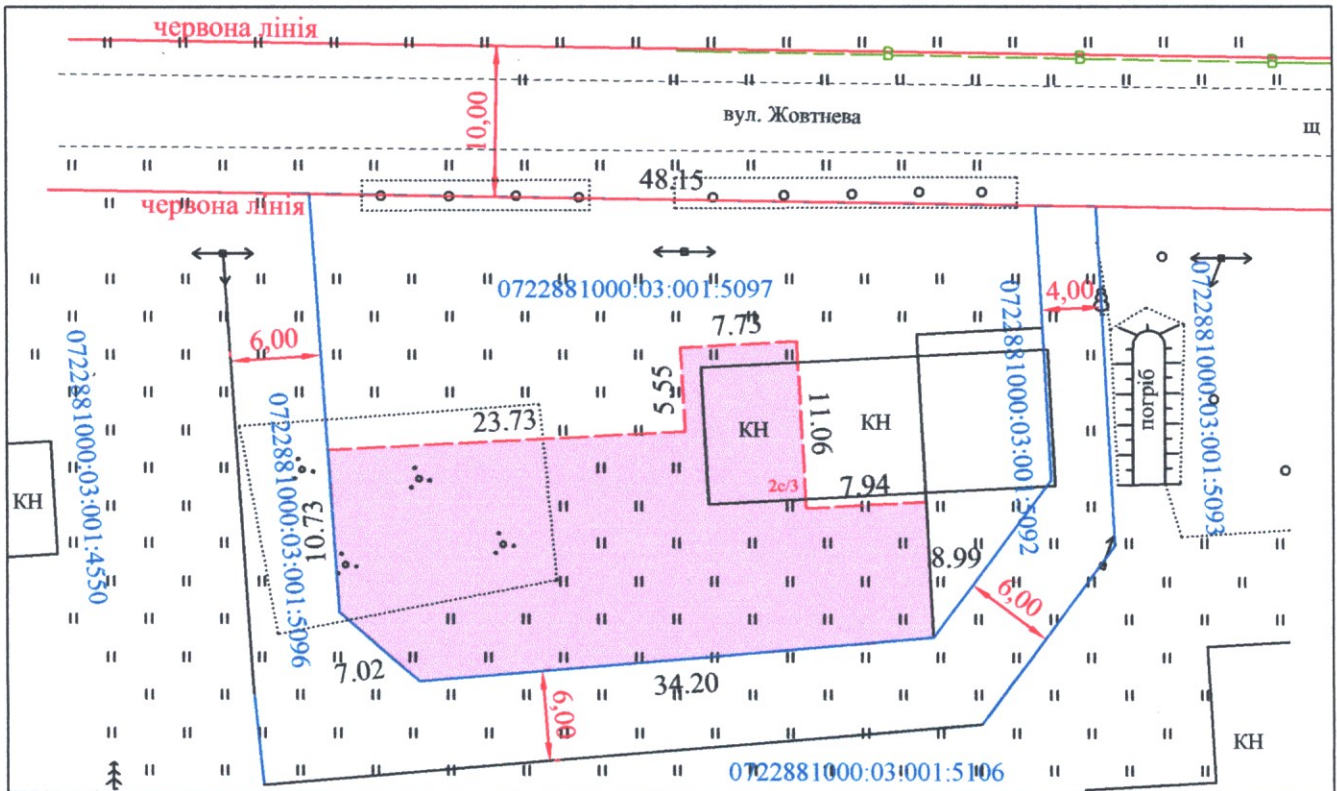 червона лінія
В В В
10,00
вул. Жовтнева
щ
48.15
червона лінія
0722881000:03:001:5097
4,00
7.73
6,00
5.55
11.06
погріб
0722881000:03:001:5093
0722881000:03:001:4550
0722881000:03:001:5096
0722881000:03:001:5092
23.73
КН
КН
2с/3
7.94
КН
10.73
8.99
6,00
7.02
34.20
6,00
КН
0722881000:03:001:5106